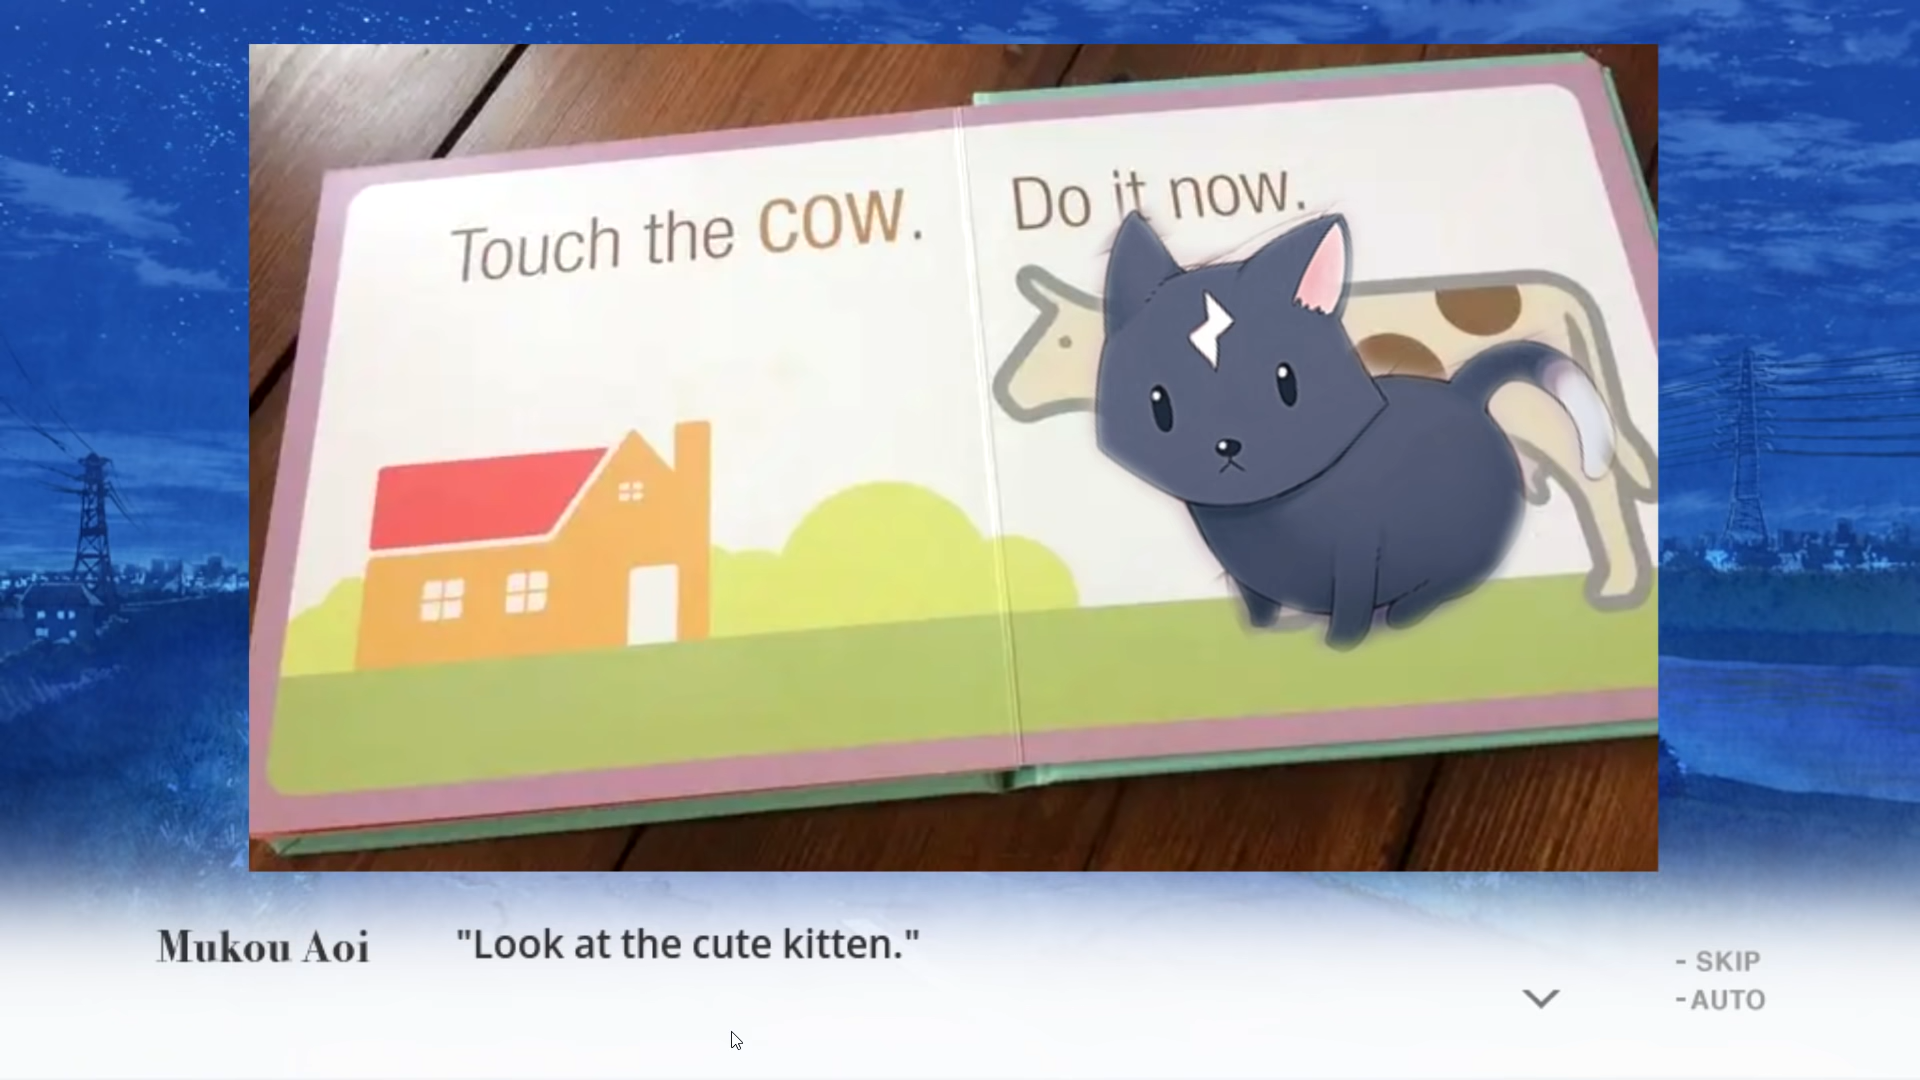 Touch the COW.
Do it now.
Mukou Aoi
"Look at the cute kitten."
- SKIP
-AUTO